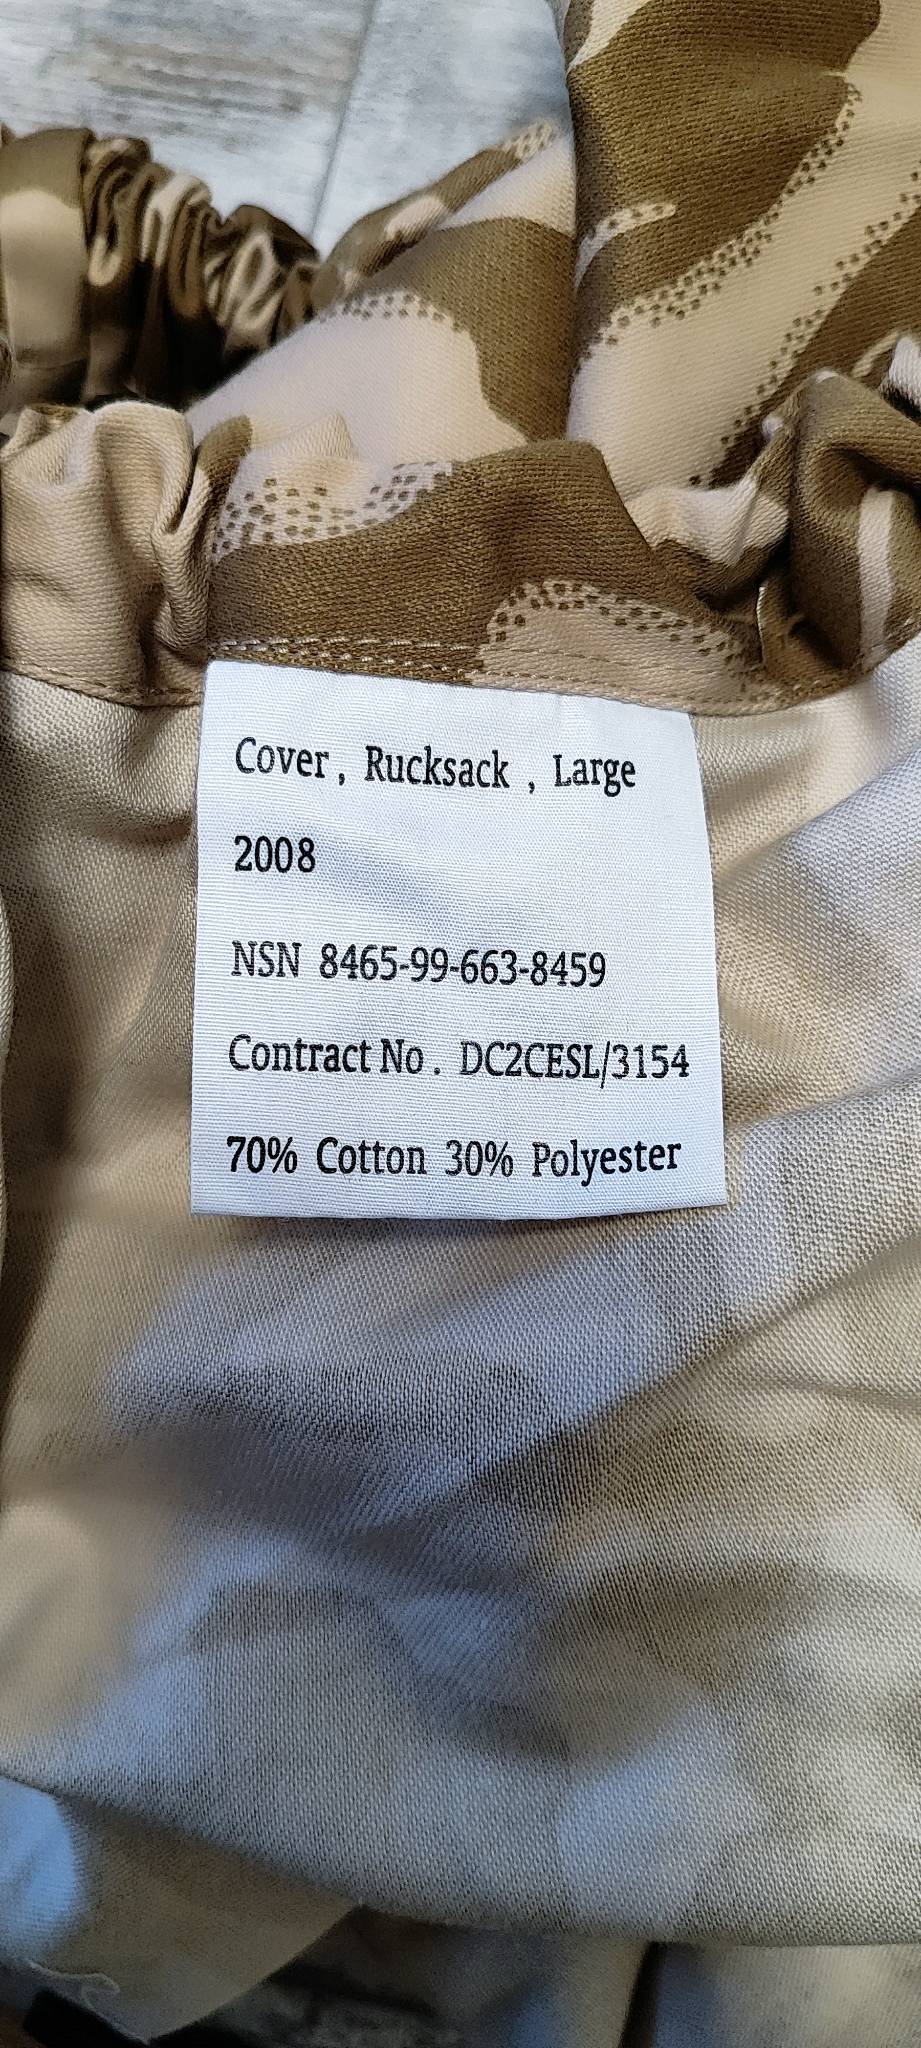 Cover, Rucksack, Large
2008
NSN 8465-99-663-8459
Contract No. DC2CESL/3154
70% Cotton 30% Polyester